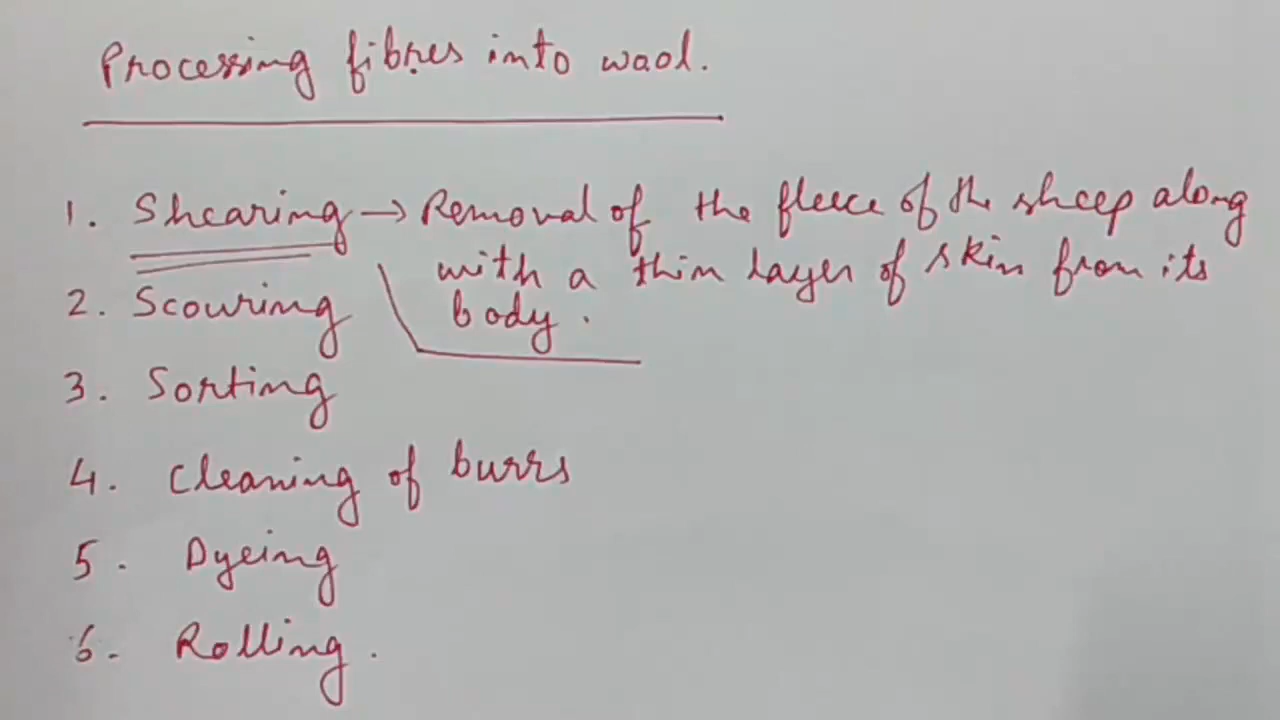 Processing fibres into wool.
1. Shearing → Removal of the fleece of the sheep along
with a thin layer of skin from its
body.
2. Scouring
3. Sorting
4. Cleaning of burrs
5. Dyeing
6. Rolling.